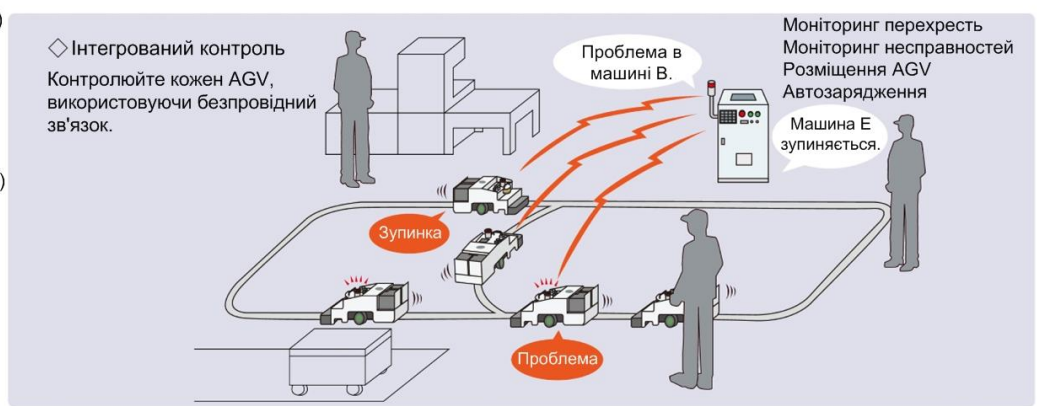 )
)
◇ Інтегрований контроль
Контролюйте кожен AGV,
використовуючи безпровідний
зв'язок.
Проблема в
машині В.
Моніторинг перехресть
Моніторинг несправностей
Розміщення AGV
Автозарядження
Машина Е
зупиняється.
Зупинка
Проблема